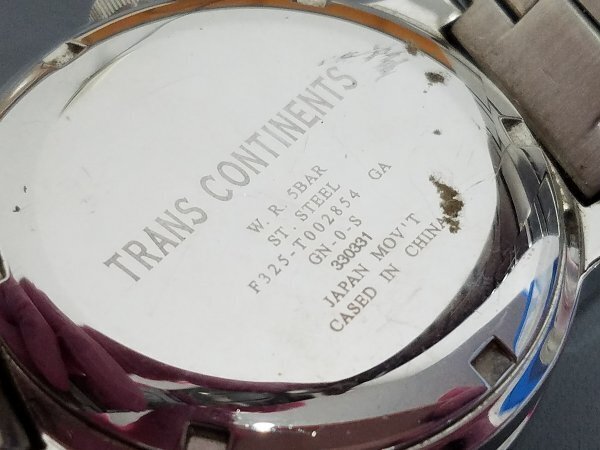 TRANS CONTINENTS
W. R. 5BAR
ST. STEEL
F325-T002854 GA
GN-0-S
330331
JAPAN MOV'T
CASED IN CHINA